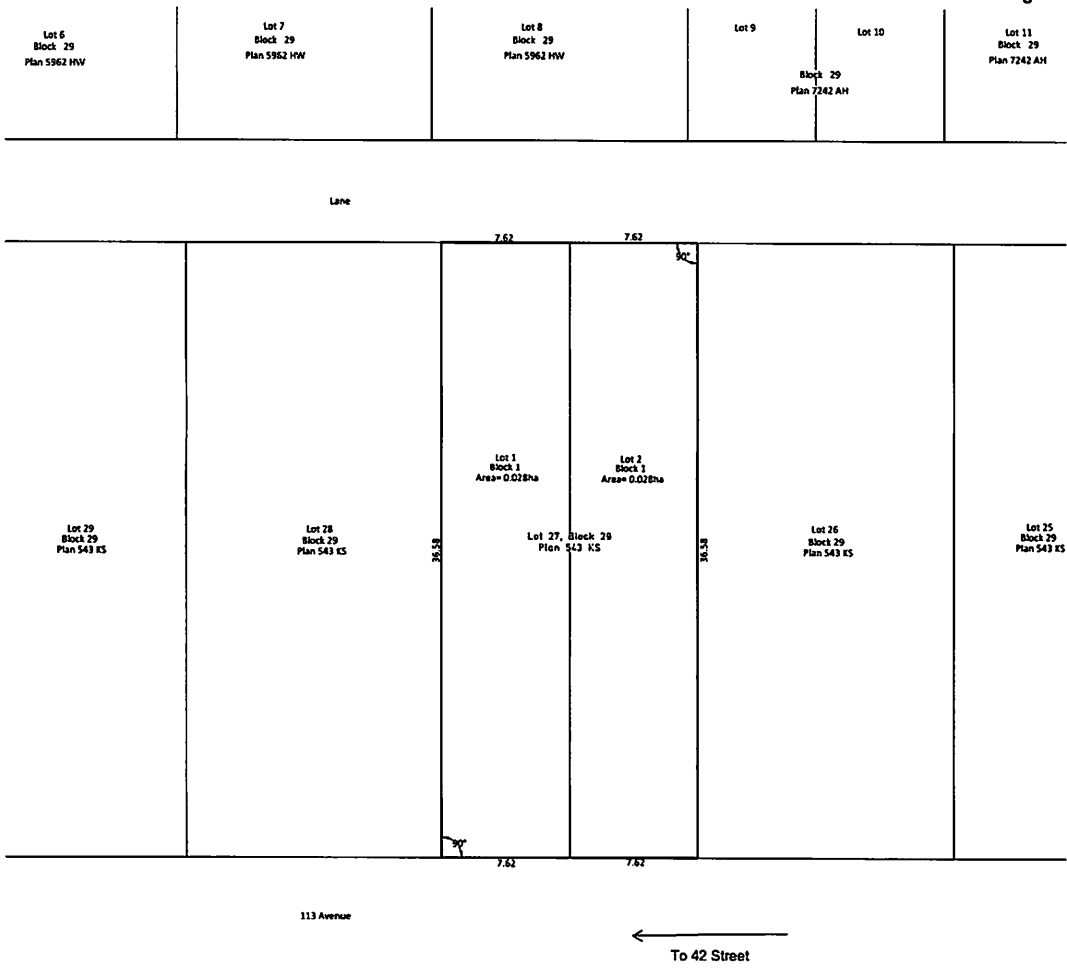 Lot 6
Block 29
Plan 5962 HW
Lot 7
Block 29
Plan 5962 HW
Lot 8
Block 29
Plan 5962 HW
Lot 9
Lot 10
Block 29
Plan 7242 AH
Lot 11
Block 29
Plan 7242 AH
Lane
7.62
7.62
90°
Lot 1
Block 1
Area= 0.028ha
Lot 2
Block 1
Area= 0.028ha
Lot 29
Block 29
Plan 543 KS
Lot 28
Block 29
Plan 543 KS
36.58
Lot 27, Block 29
Plan 543 KS
36.58
Lot 26
Block 29
Plan 543 KS
Lot 25
Block 29
Plan 543 KS
90°
7.62
7.62
113 Avenue
To 42 Street